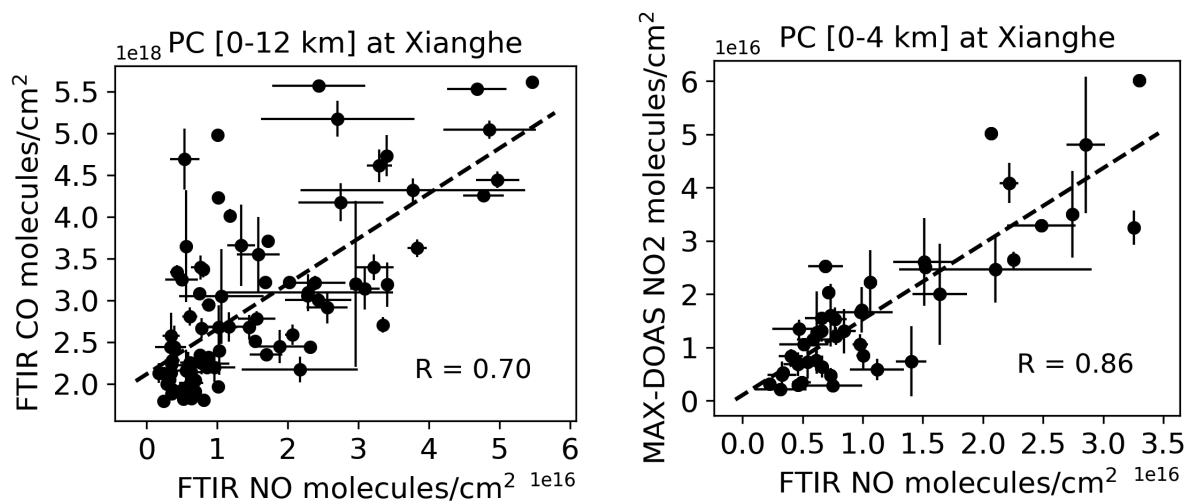 1e18 PC [0-12 km] at Xianghe
FTIR CO molecules/cm²
5.5
5.0
4.5
4.0
3.5
3.0
2.5
2.0
R = 0.70
0 1 2 3 4 5 6
FTIR NO molecules/cm² 1e16
1e16 PC [0-4 km] at Xianghe
MAX-DOAS NO2 molecules/cm²
6
5
4
3
2
1
0
R = 0.86
0.0 0.5 1.0 1.5 2.0 2.5 3.0 3.5
FTIR NO molecules/cm² 1e16